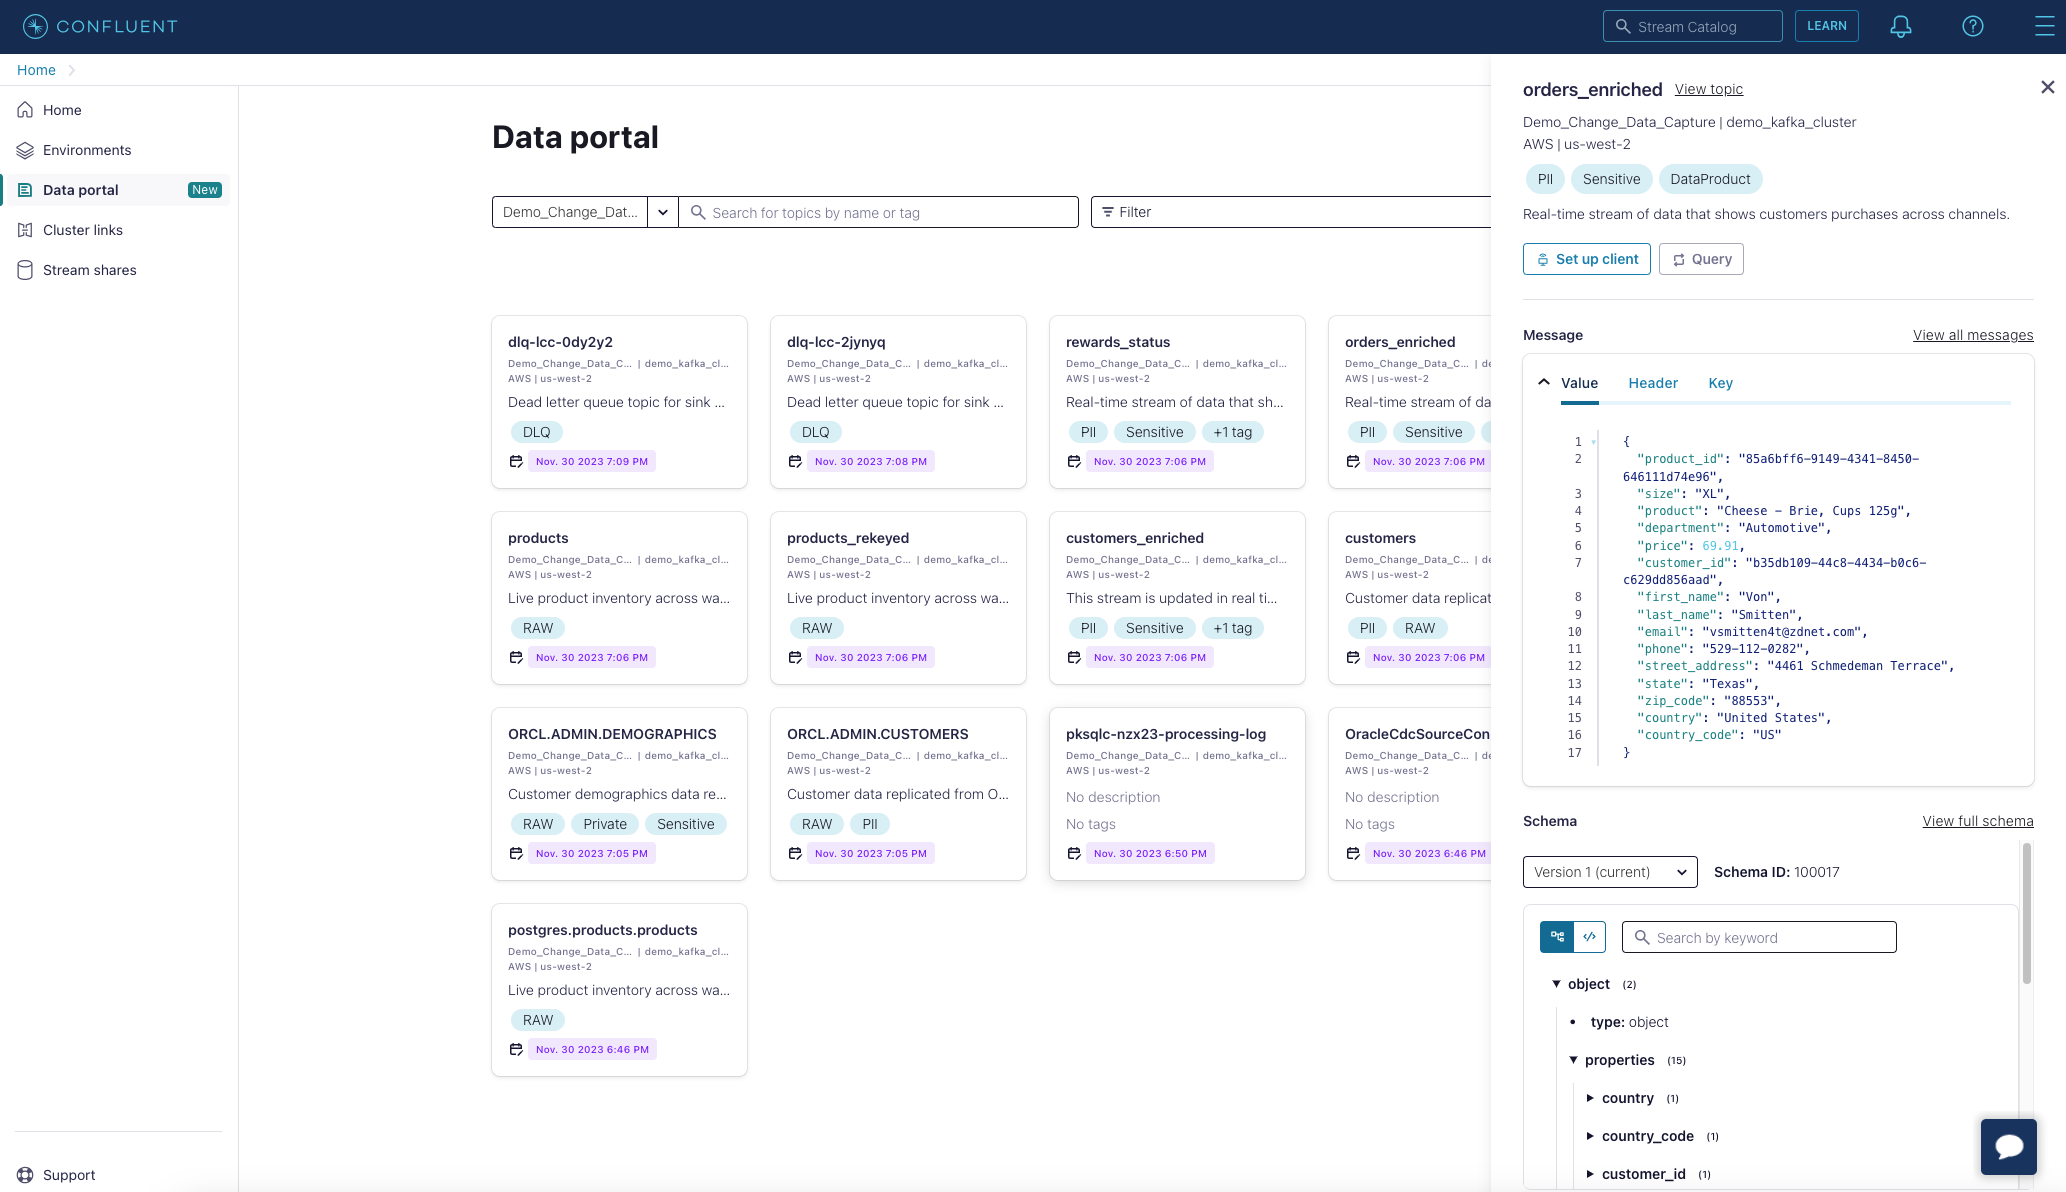 CONFLUENT
Stream Catalog
LEARN
Home
Home
Environments
Data portal
New
Cluster links
Stream shares
Support
Data portal
Demo_Change_Dat...
Search for topics by name or tag
Filter
dlq-lcc-0dy2y2
Demo_Change_Data_C... | demo_kafka_cl...
AWS | us-west-2
Dead letter queue topic for sink ...
DLQ
Nov. 30 2023 7:09 PM
dlq-lcc-2jynyq
Demo_Change_Data_C... | demo_kafka_cl...
AWS | us-west-2
Dead letter queue topic for sink ...
DLQ
Nov. 30 2023 7:08 PM
rewards_status
Demo_Change_Data_C... | demo_kafka_cl...
AWS | us-west-2
Real-time stream of data that sh...
PII Sensitive +1 tag
Nov. 30 2023 7:06 PM
orders_enriched
Demo_Change_Data_C... | de
AWS | us-west-2
Real-time stream of da
PII Sensitive
Nov. 30 2023 7:06 PM
products
Demo_Change_Data_C... | demo_kafka_cl...
AWS | us-west-2
Live product inventory across wa...
RAW
Nov. 30 2023 7:06 PM
products_rekeyed
Demo_Change_Data_C... | demo_kafka_cl...
AWS | us-west-2
Live product inventory across wa...
RAW
Nov. 30 2023 7:06 PM
customers_enriched
Demo_Change_Data_C... | demo_kafka_cl...
AWS | us-west-2
This stream is updated in real ti...
PII Sensitive +1 tag
Nov. 30 2023 7:06 PM
customers
Demo_Change_Data_C... | de
AWS | us-west-2
Customer data replicat
PII RAW
Nov. 30 2023 7:06 PM
ORCL.ADMIN.DEMOGRAPHICS
Demo_Change_Data_C... | demo_kafka_cl...
AWS | us-west-2
Customer demographics data re...
RAW Private Sensitive
Nov. 30 2023 7:05 PM
ORCL.ADMIN.CUSTOMERS
Demo_Change_Data_C... | demo_kafka_cl...
AWS | us-west-2
Customer data replicated from O...
RAW PII
Nov. 30 2023 7:05 PM
pksqlc-nzx23-processing-log
Demo_Change_Data_C... | demo_kafka_cl...
AWS | us-west-2
No description
No tags
Nov. 30 2023 6:50 PM
OracleCdcSourceCon
Demo_Change_Data_C... | de
AWS | us-west-2
No description
No tags
Nov. 30 2023 6:46 PM
postgres.products.products
Demo_Change_Data_C... | demo_kafka_cl...
AWS | us-west-2
Live product inventory across wa...
RAW
Nov. 30 2023 6:46 PM
orders_enriched View topic
Demo_Change_Data_Capture | demo_kafka_cluster
AWS | us-west-2
PII Sensitive DataProduct
Real-time stream of data that shows customers purchases across channels.
Set up client Query
Message View all messages
Value Header Key
1 {
2 "product_id": "85a6bff6-9149-4341-8450-
646111d74e96",
3 "size": "XL",
4 "product": "Cheese - Brie, Cups 125g",
5 "department": "Automotive",
6 "price": 69.91,
7 "customer_id": "b35db109-44c8-4434-b0c6-
c629dd856aad",
8 "first_name": "Von",
9 "last_name": "Smitten",
10 "email": "vsmitten4t@zdnet.com",
11 "phone": "529-112-0282",
12 "street_address": "4461 Schmedeman Terrace",
13 "state": "Texas",
14 "zip_code": "88553",
15 "country": "United States",
16 "country_code": "US"
17 }
Schema View full schema
Version 1 (current) Schema ID: 100017
Search by keyword
object (2)
type: object
properties (15)
country (1)
country_code (1)
customer_id (1)